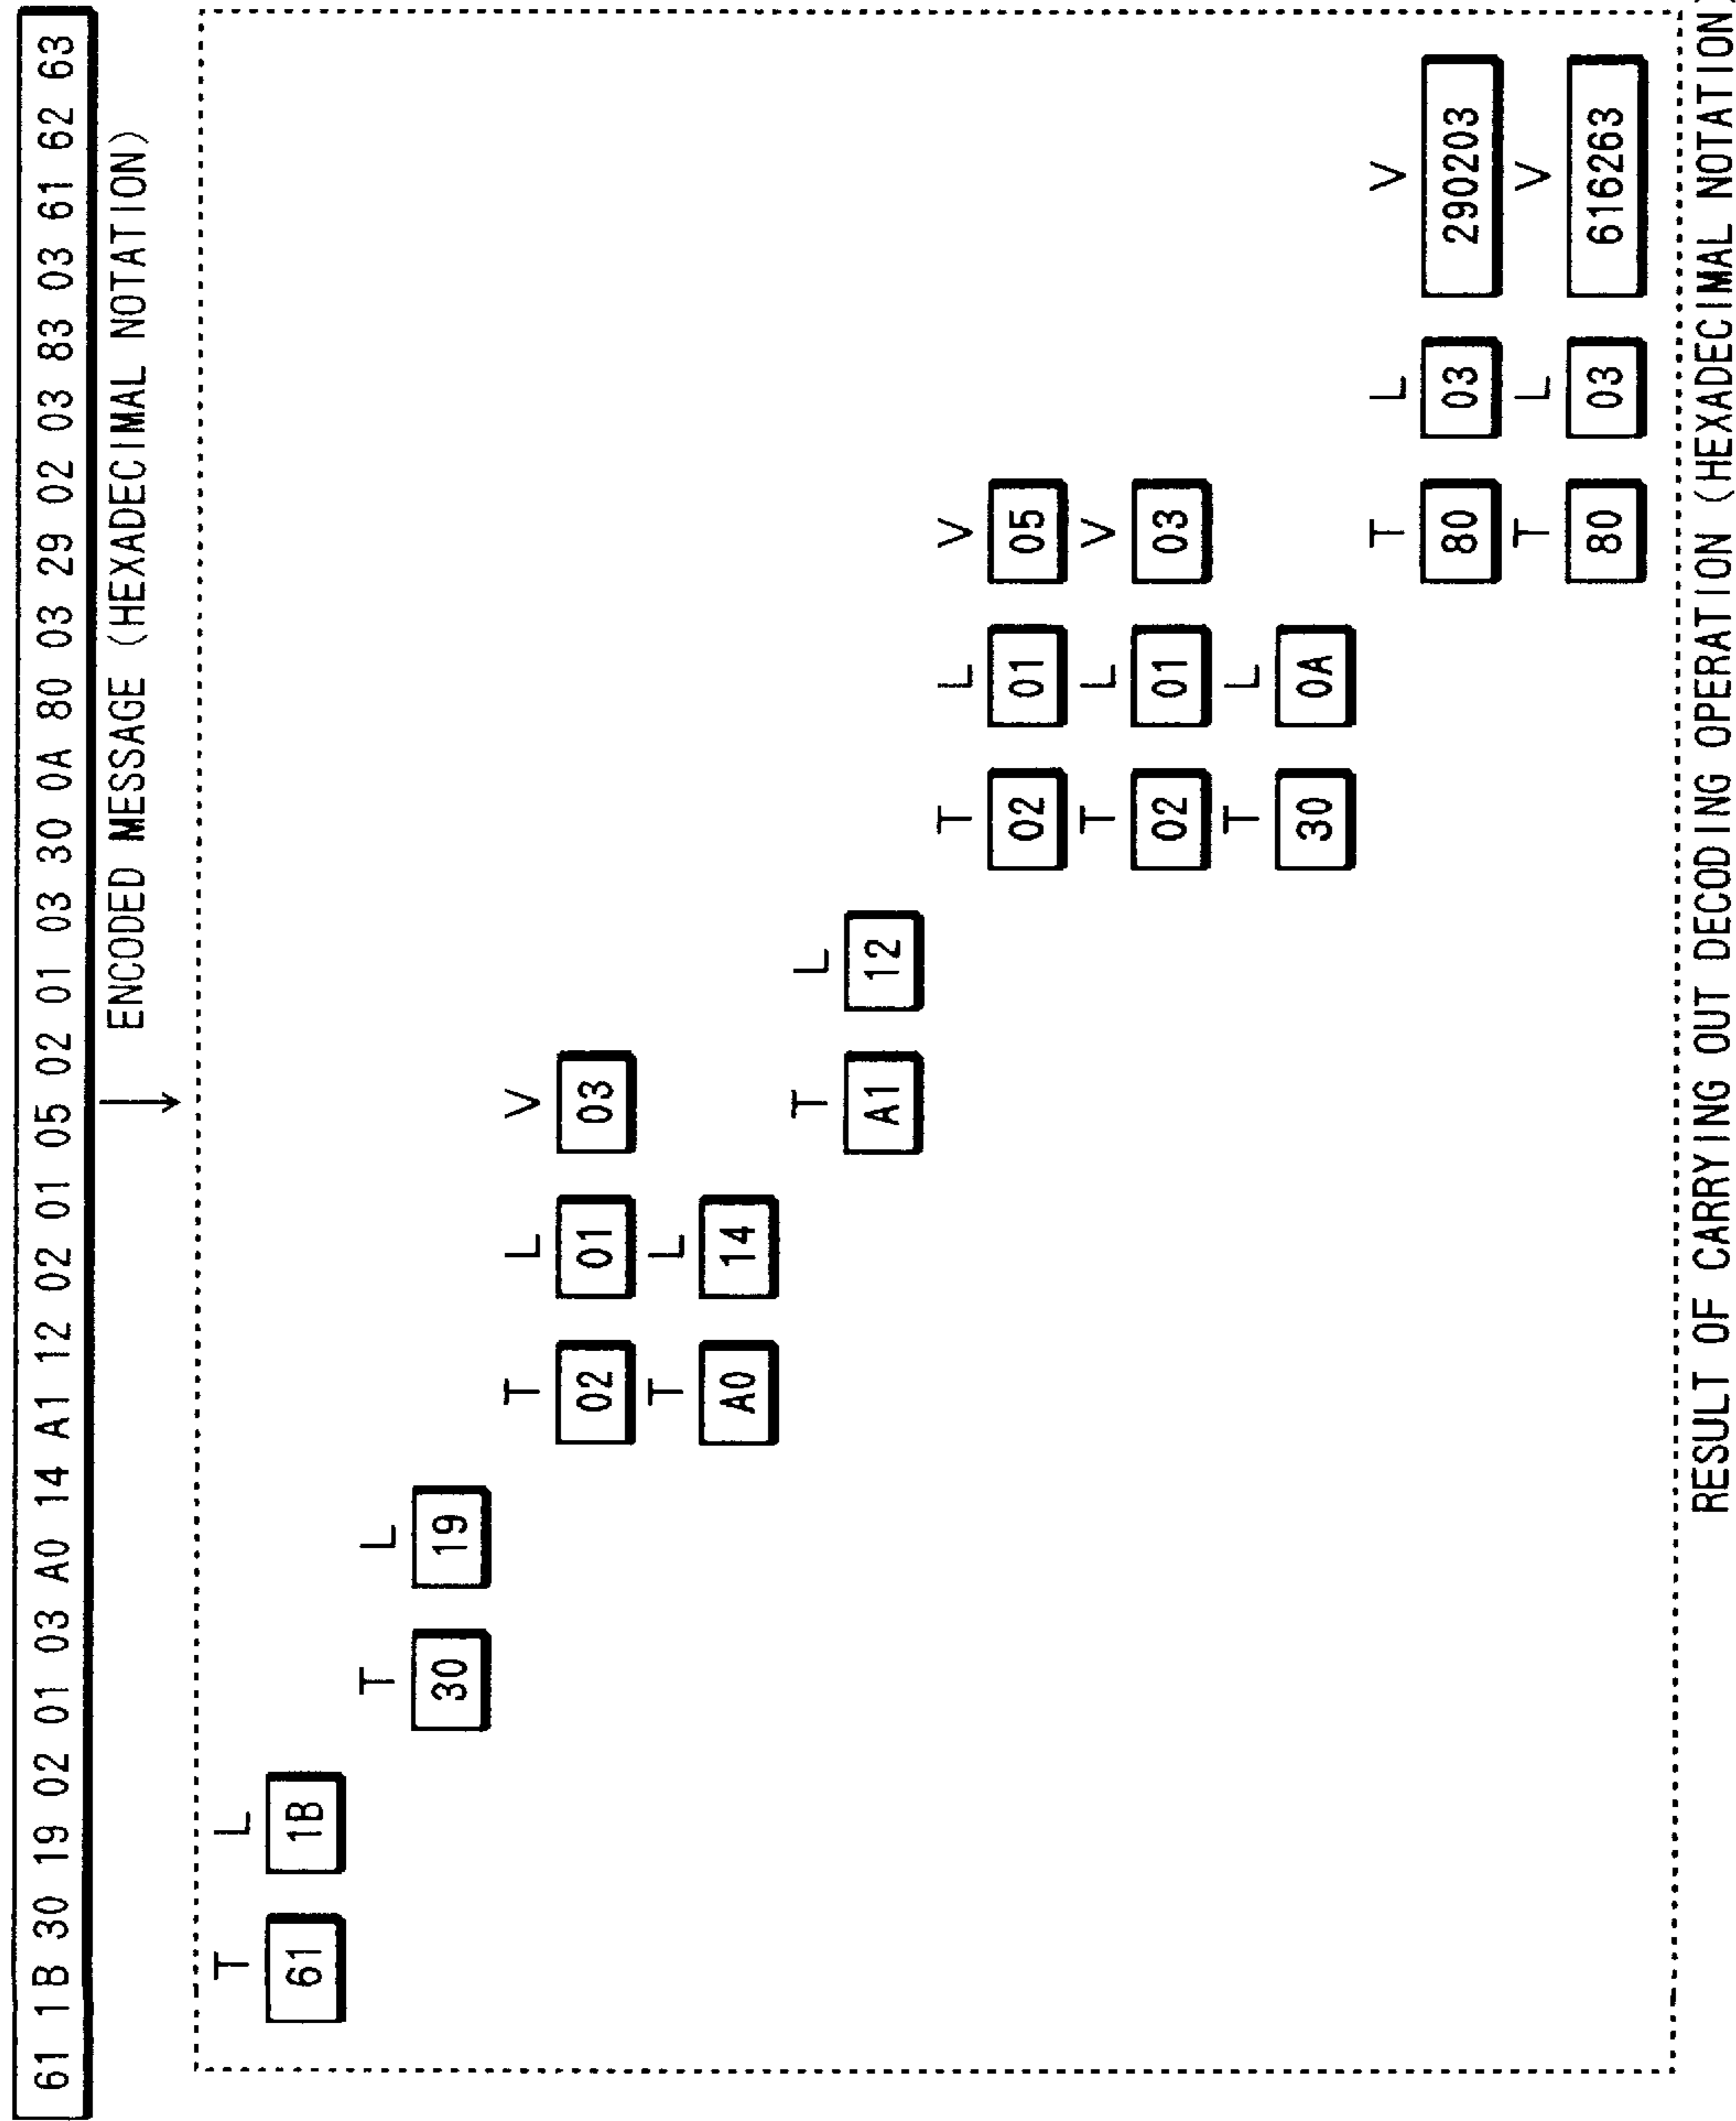 61 1B 30 19 02 01 03 A0 14 A1 12 02 01 05 02 01 03 30 0A 80 03 29 02 03 83 03 61 62 63
ENCODED MESSAGE (HEXADECIMAL NOTATION)
T L
61 1B
T L
30 19
T L V
02 01 03
T L
A0 14
T L
A1 12
T L V
02 01 05
T L V
02 01 03
T L
30 0A
T L V
80 03 290203
T L V
80 03 616263
RESULT OF CARRYING OUT DECODING OPERATION (HEXADECIMAL NOTATION)